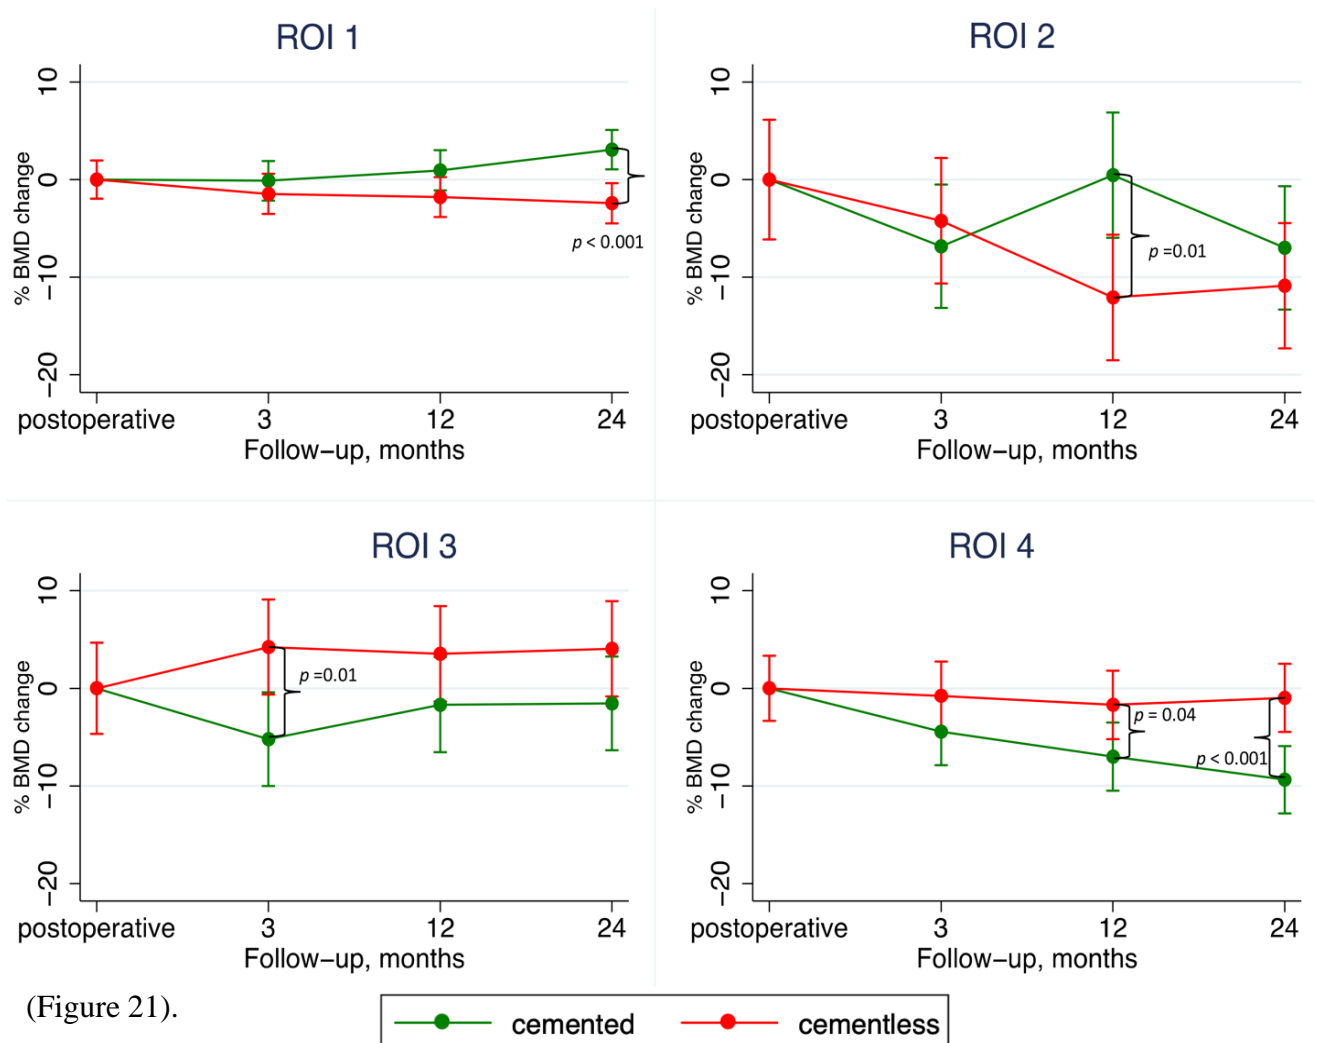 ROI 1
% BMD change
10
0
−10
−20
p < 0.001
postoperative 3 12 24
Follow−up, months
ROI 2
% BMD change
10
0
−10
−20
p =0.01
postoperative 3 12 24
Follow−up, months
ROI 3
% BMD change
10
0
−10
−20
p =0.01
postoperative 3 12 24
Follow−up, months
ROI 4
% BMD change
10
0
−10
−20
p = 0.04
p < 0.001
postoperative 3 12 24
Follow−up, months
(Figure 21).
cemented cementless